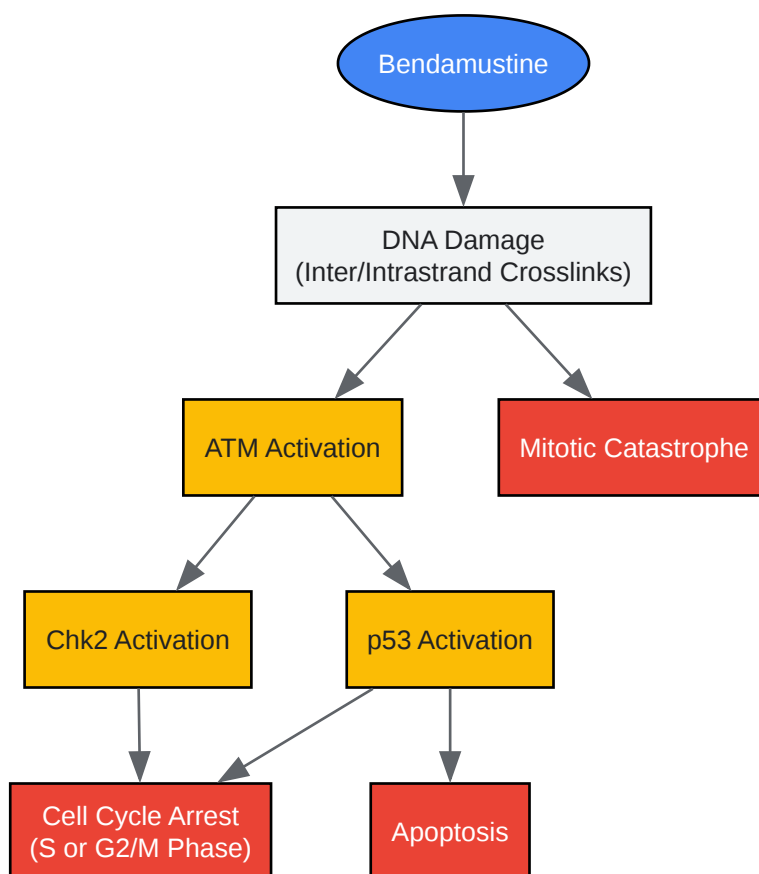 Bendamustine
DNA Damage
(Inter/Intrastrand Crosslinks)
ATM Activation
Mitotic Catastrophe
Chk2 Activation
p53 Activation
Cell Cycle Arrest
(S or G2/M Phase)
Apoptosis